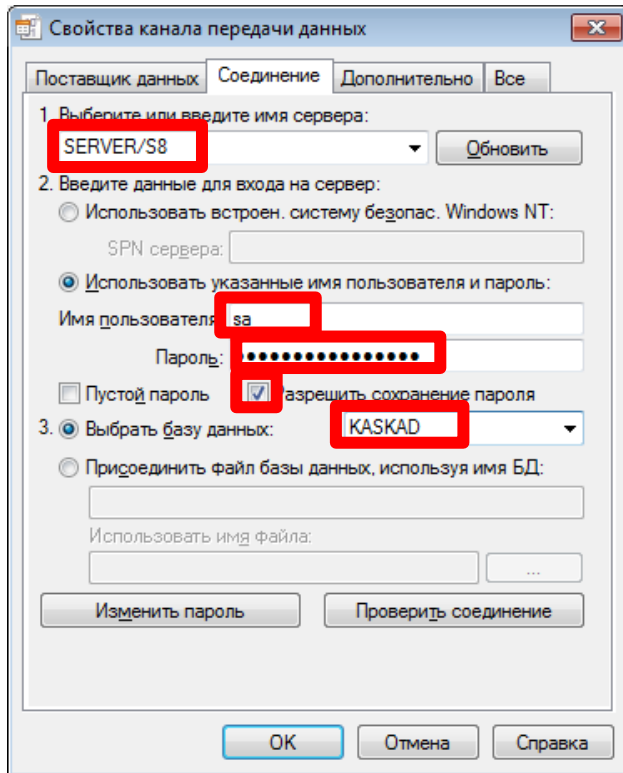 Свойства канала передачи данных
Поставщик данных Соединение Дополнительно Все
1. Выберите или введите имя сервера:
SERVER/S8 Обновить
2. Введите данные для входа на сервер:
Использовать встроен. систему безопас. Windows NT:
SPN сервера:
Использовать указанные имя пользователя и пароль:
Имя пользователя sa
Пароль: ●●●●●●●●●●●●●●●
Пустой пароль Разрешить сохранение пароля
3. Выбрать базу данных: KASKAD
Присоединить файл базы данных, используя имя БД:
Использовать имя файла:
...
Изменить пароль Проверить соединение
OK Отмена Справка